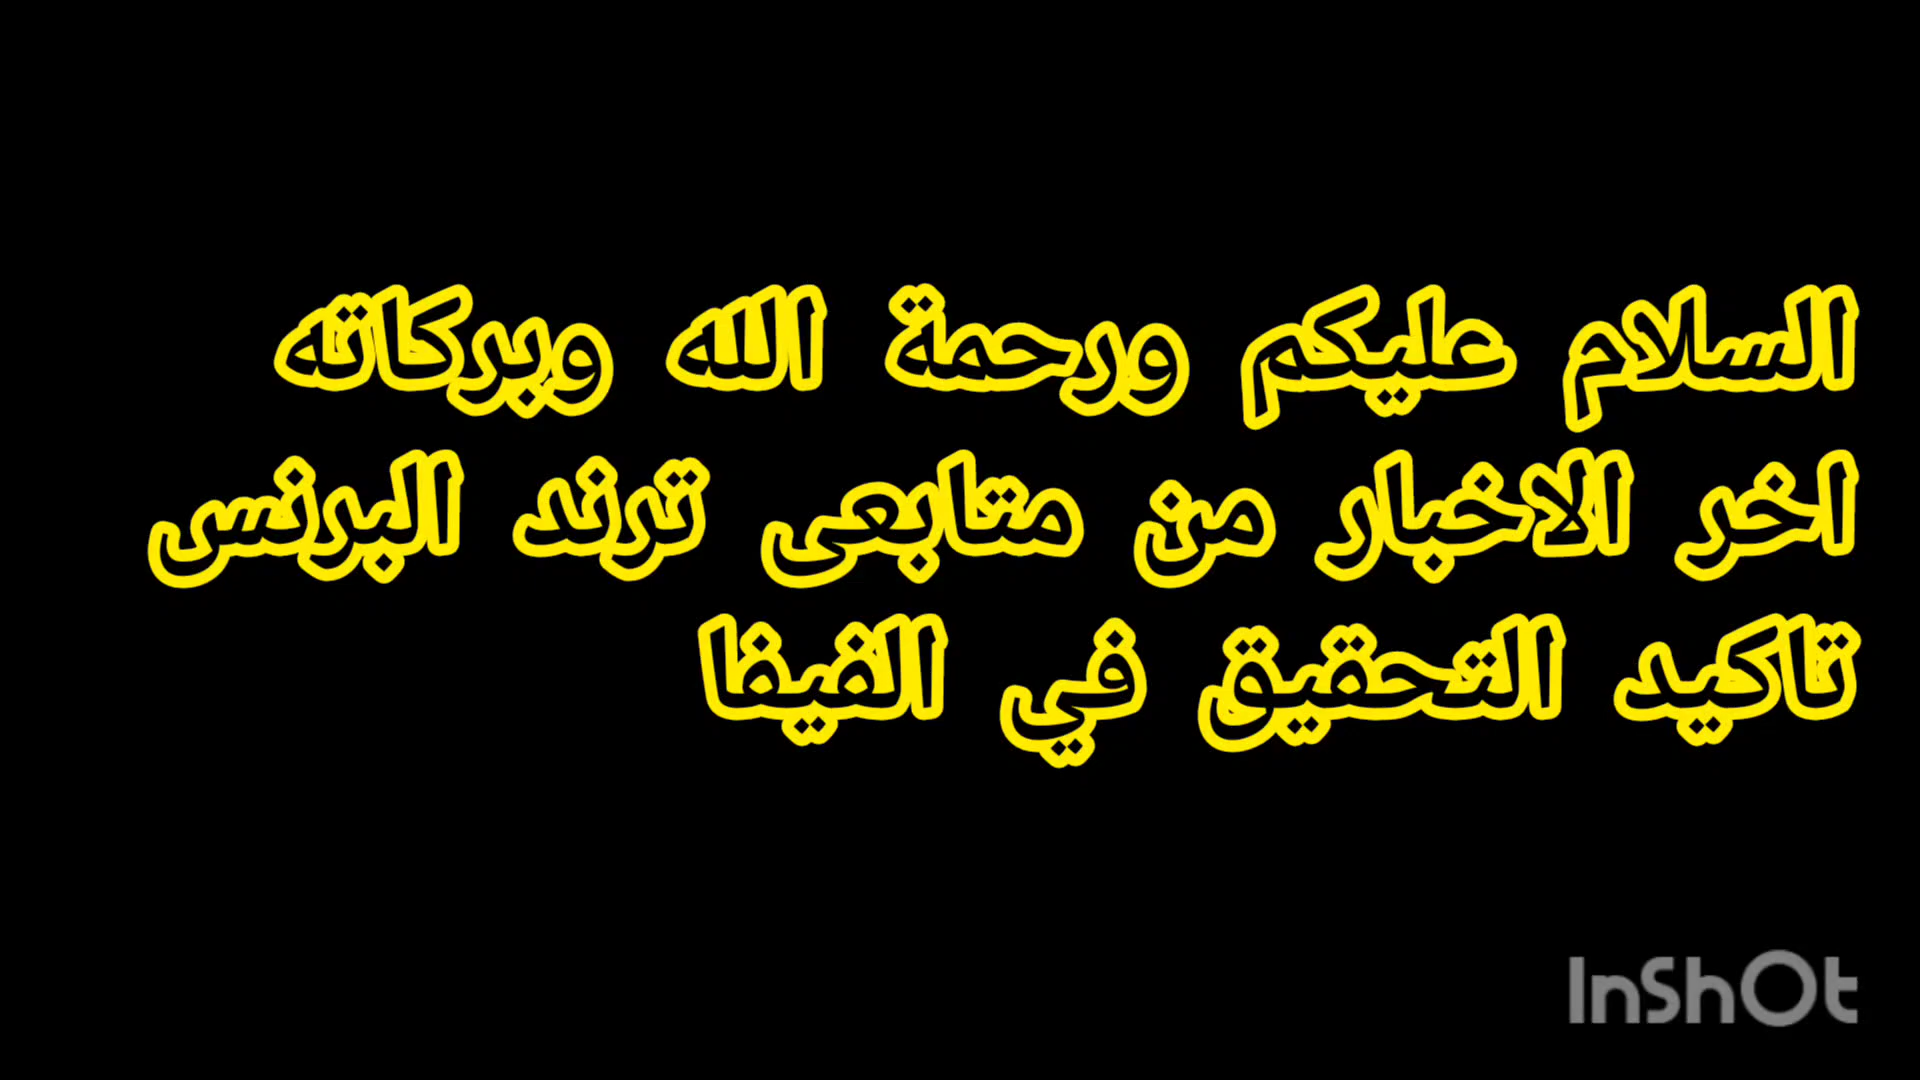 السلام عليكم ورحمة الله وبركاته
اخر الاخبار من متابعى ترند البرنس
تاكيد التحقيق في الفيفا
InShOt